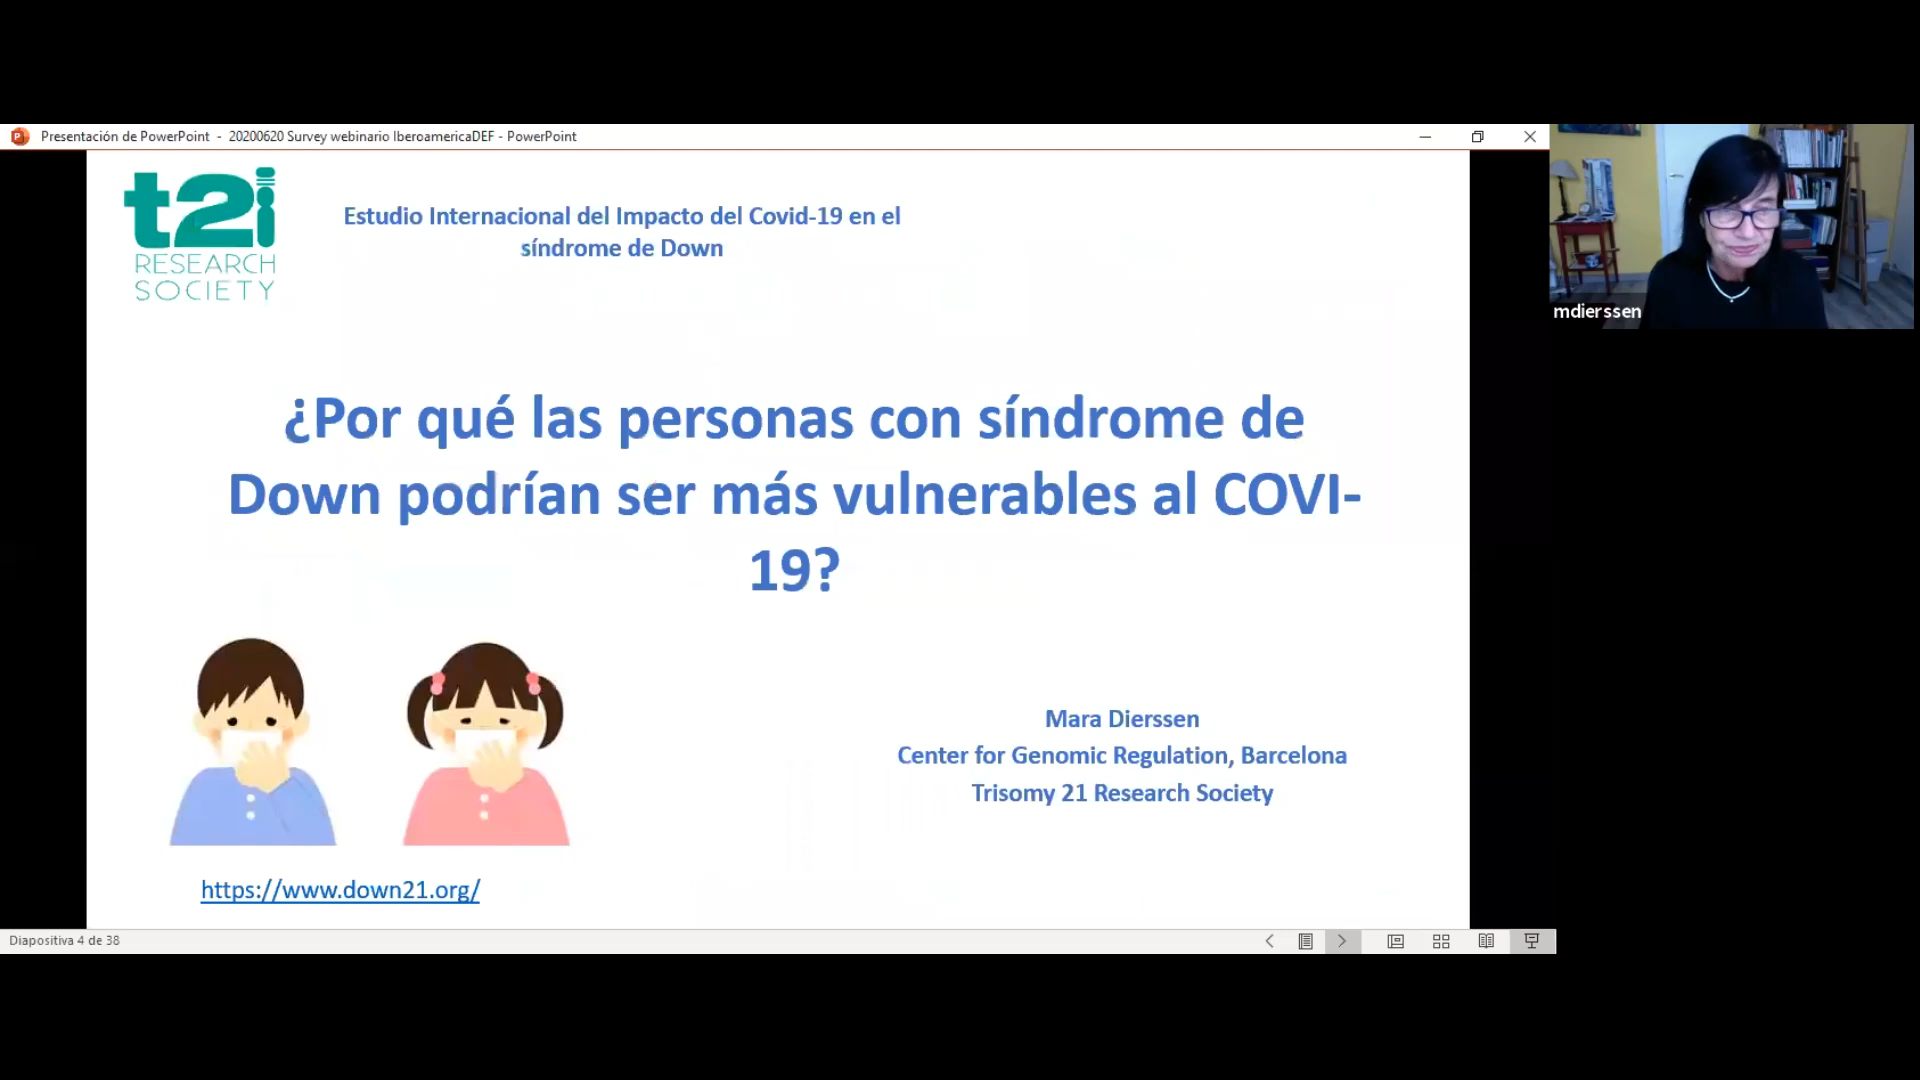 Presentación de PowerPoint - 20200620 Survey webinario IberoamericaDEF - PowerPoint
t2i
RESEARCH
SOCIETY
Estudio Internacional del Impacto del Covid-19 en el
síndrome de Down
mdierssen
¿Por qué las personas con síndrome de
Down podrían ser más vulnerables al COVI-
19?
Mara Dierssen
Center for Genomic Regulation, Barcelona
Trisomy 21 Research Society
https://www.down21.org/
Diapositiva 4 de 38